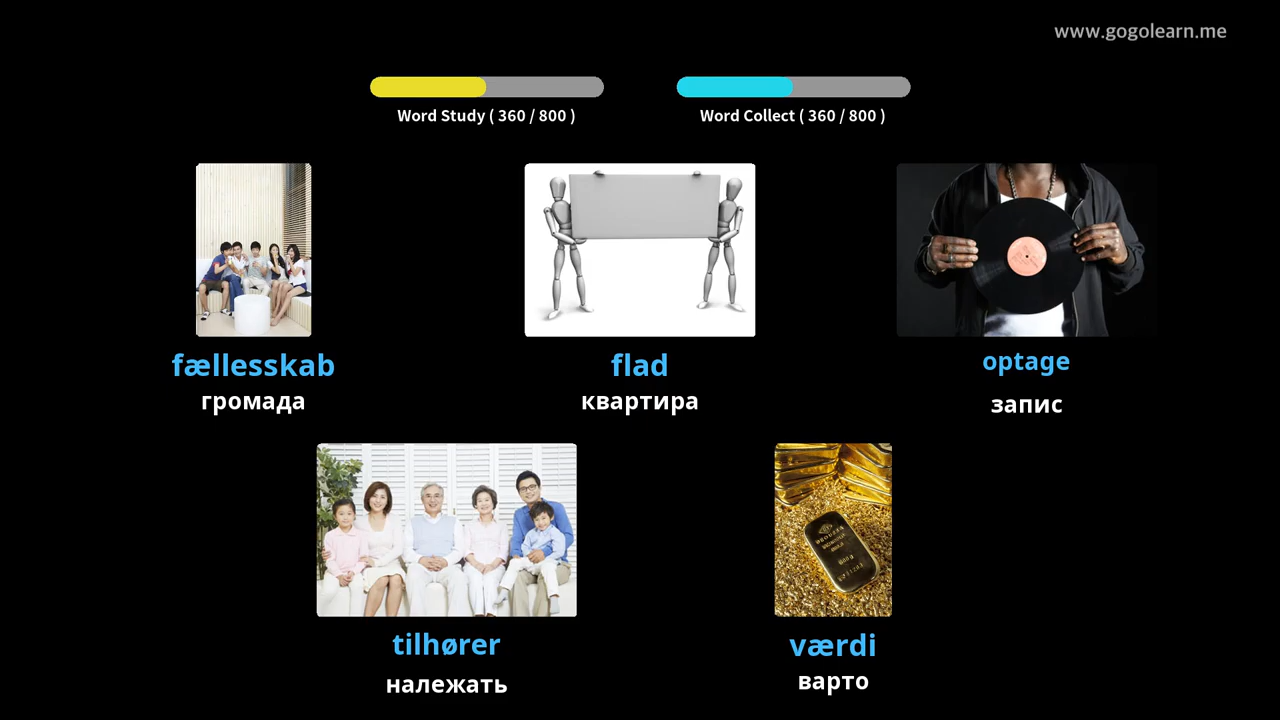 www.gogolearn.me
Word Study ( 360 / 800 )
Word Collect ( 360 / 800 )
fællesskab
громада
flad
квартира
optage
запис
tilhører
належать
værdi
варто